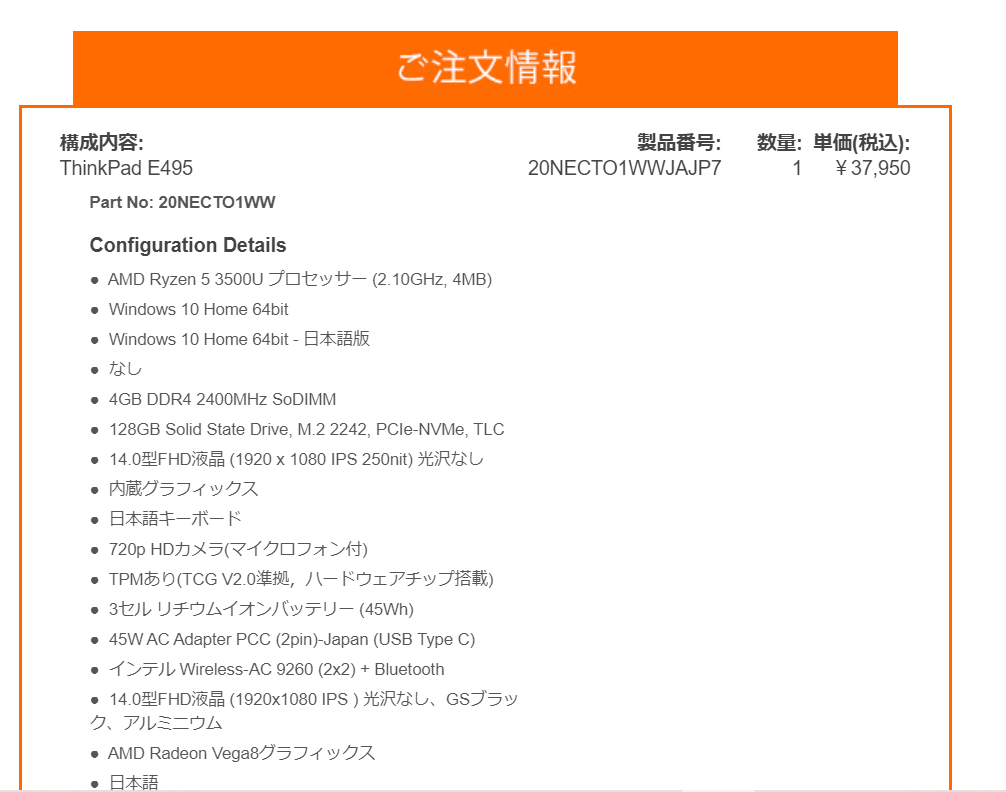 ご注文情報
構成内容: 製品番号: 数量: 単価(税込):
ThinkPad E495 20NECTO1WWJAJP7 1 ￥37,950
Part No: 20NECTO1WW
Configuration Details
● AMD Ryzen 5 3500U プロセッサー (2.10GHz, 4MB)
● Windows 10 Home 64bit
● Windows 10 Home 64bit - 日本語版
● なし
● 4GB DDR4 2400MHz SoDIMM
● 128GB Solid State Drive, M.2 2242, PCIe-NVMe, TLC
● 14.0型FHD液晶 (1920 x 1080 IPS 250nit) 光沢なし
● 内蔵グラフィックス
● 日本語キーボード
● 720p HDカメラ(マイクロフォン付)
● TPMあり(TCG V2.0準拠，ハードウェアチップ搭載)
● 3セル リチウムイオンバッテリー (45Wh)
● 45W AC Adapter PCC (2pin)-Japan (USB Type C)
● インテル Wireless-AC 9260 (2x2) + Bluetooth
● 14.0型FHD液晶 (1920x1080 IPS ) 光沢なし、GSブラッ
ク、アルミニウム
● AMD Radeon Vega8グラフィックス
● 日本語